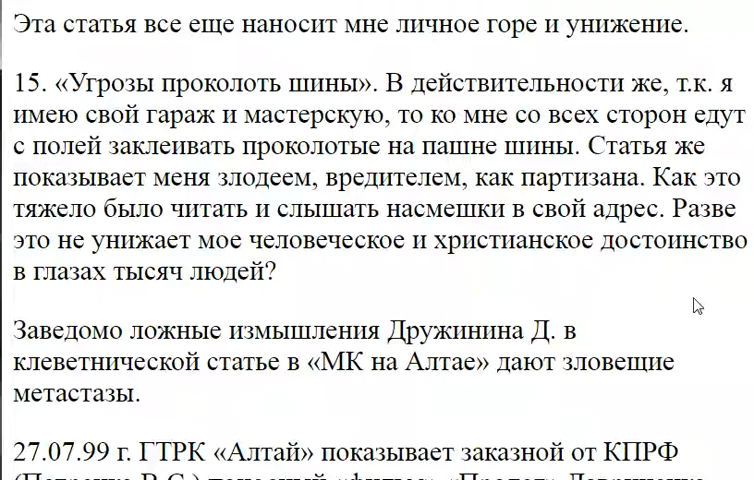 Эта статья все еще наносит мне личное горе и унижение.
15. «Угрозы проколоть шины». В действительности же, т.к. я
имею свой гараж и мастерскую, то ко мне со всех сторон едут
с полей заклеивать проколотые на пашне шины. Статья же
показывает меня злодеем, вредителем, как партизана. Как это
тяжело было читать и слышать насмешки в свой адрес. Разве
это не унижает мое человеческое и христианское достоинство
в глазах тысяч людей?
Заведомо ложные измышления Дружинина Д. в
клеветнической статье в «МК на Алтае» дают зловещие
метастазы.
27.07.99 г. ГТРК «Алтай» показывает заказной от КПРФ